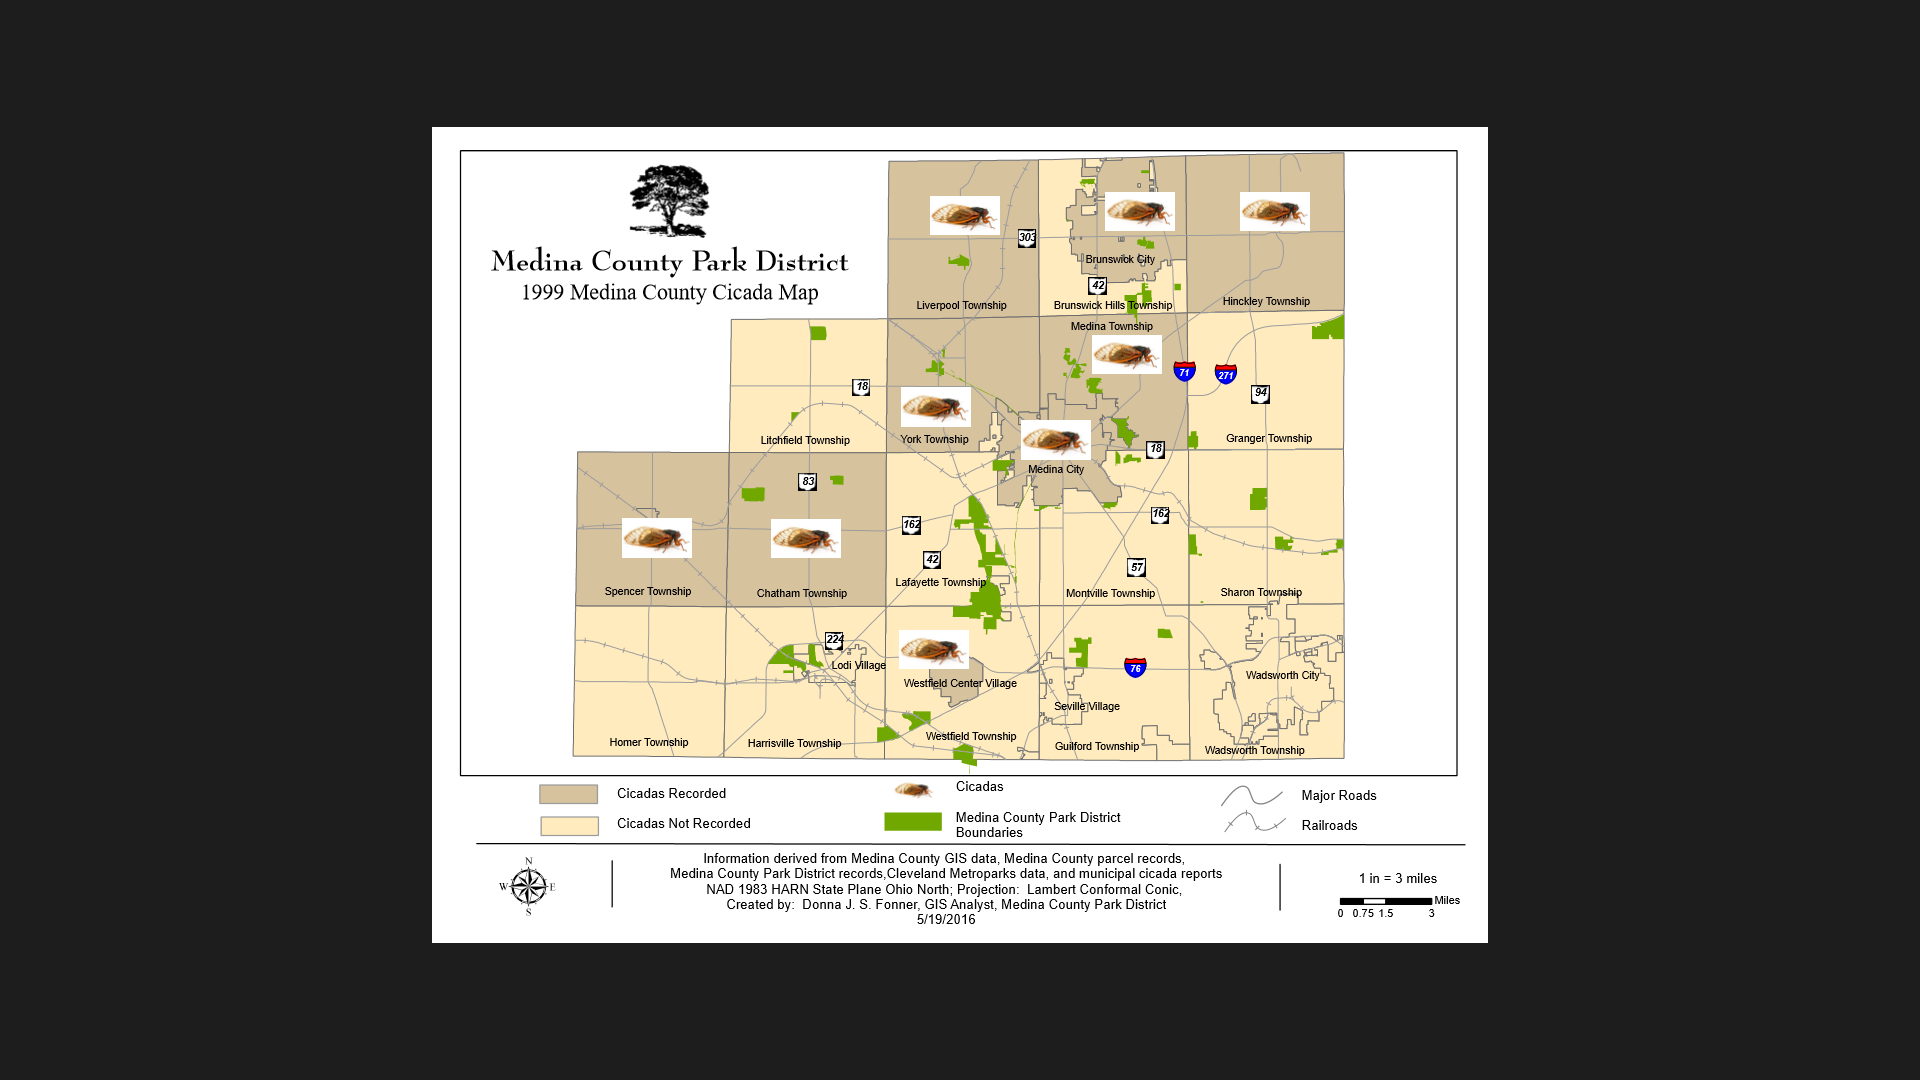 Medina County Park District
1999 Medina County Cicada Map
303
Brunswick City
42
Liverpool Township
Brunswick Hills Township
Hinckley Township
Medina Township
71
271
18
94
Litchfield Township
York Township
Granger Township
18
Medina City
83
162
162
42
57
Lafayette Township
Spencer Township
Chatham Township
Montville Township
Sharon Township
224
Lodi Village
76
Westfield Center Village
Wadsworth City
Seville Village
Homer Township
Harrisville Township
Westfield Township
Guilford Township
Wadsworth Township
Cicadas Recorded
Cicadas Not Recorded
Cicadas
Medina County Park District
Boundaries
Major Roads
Railroads
N
W E
S
Information derived from Medina County GIS data, Medina County parcel records,
Medina County Park District records,Cleveland Metroparks data, and municipal cicada reports
NAD 1983 HARN State Plane Ohio North; Projection: Lambert Conformal Conic,
Created by: Donna J. S. Fonner, GIS Analyst, Medina County Park District
5/19/2016
1 in = 3 miles
Miles
0 0.75 1.5 3